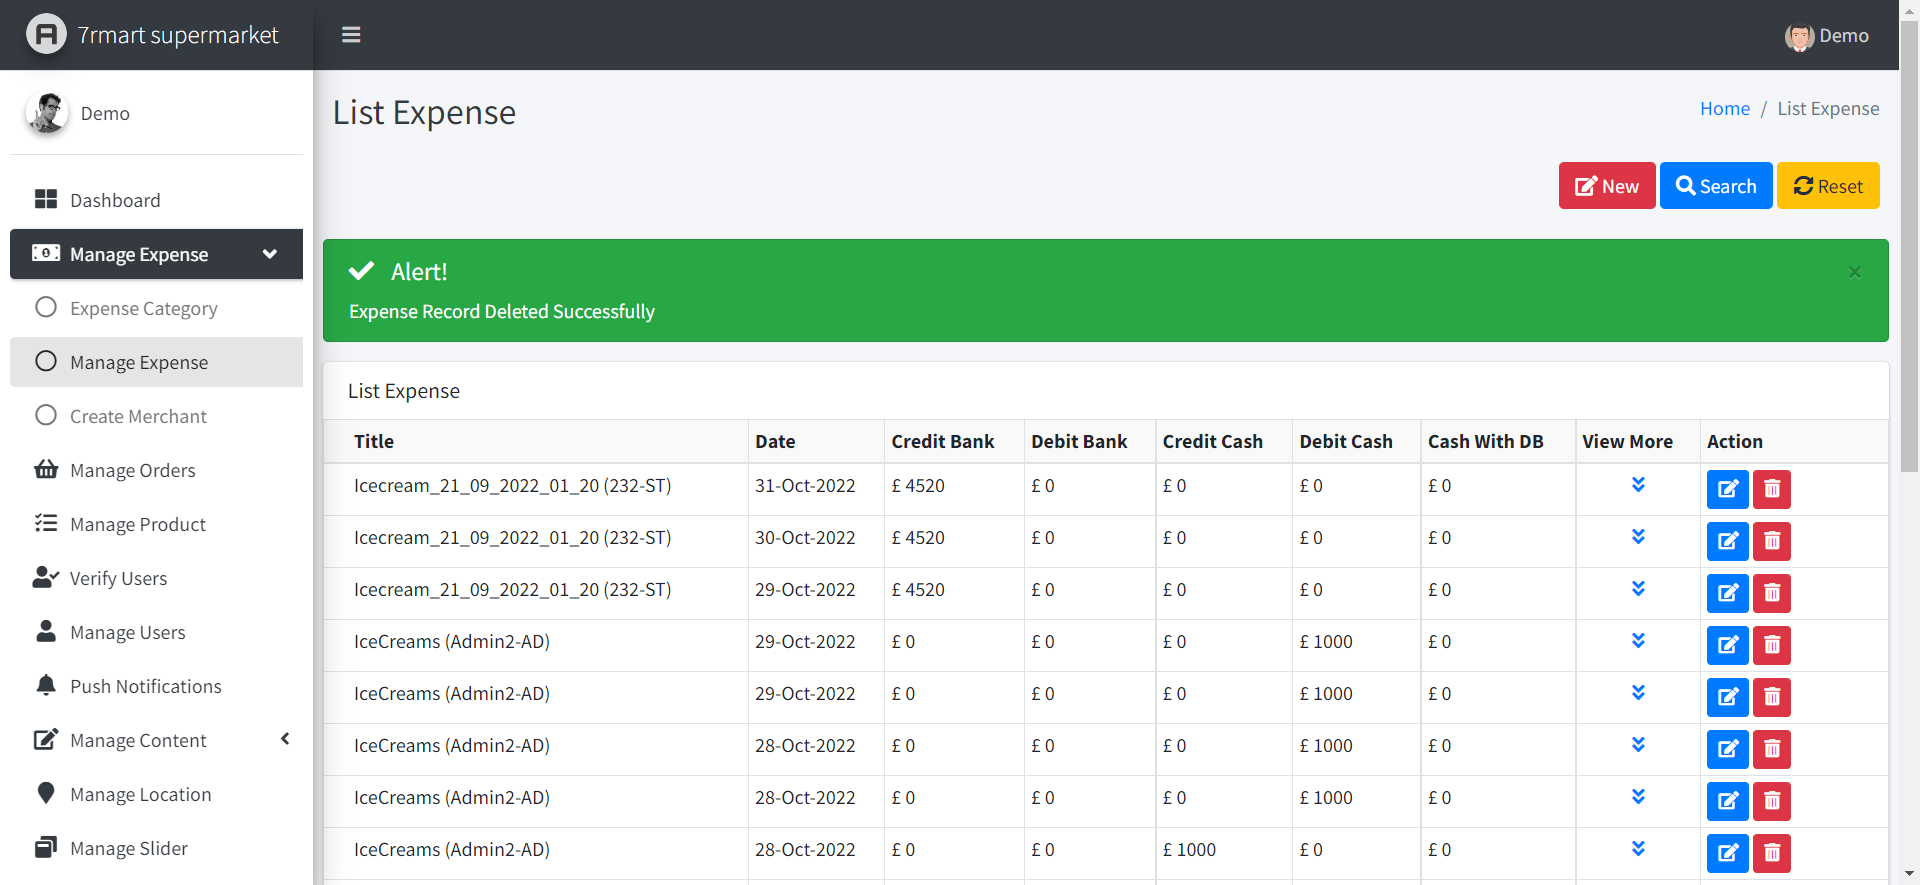 7rmart supermarket
Demo
Demo
Dashboard
Manage Expense
Expense Category
Manage Expense
Create Merchant
Manage Orders
Manage Product
Verify Users
Manage Users
Push Notifications
Manage Content
Manage Location
Manage Slider
List Expense
Home / List Expense
New Search Reset
Alert! ×
Expense Record Deleted Successfully
List Expense
Title Date Credit Bank Debit Bank Credit Cash Debit Cash Cash With DB View More Action
Icecream_21_09_2022_01_20 (232-ST) 31-Oct-2022 £ 4520 £ 0 £ 0 £ 0 £ 0
Icecream_21_09_2022_01_20 (232-ST) 30-Oct-2022 £ 4520 £ 0 £ 0 £ 0 £ 0
Icecream_21_09_2022_01_20 (232-ST) 29-Oct-2022 £ 4520 £ 0 £ 0 £ 0 £ 0
IceCreams (Admin2-AD) 29-Oct-2022 £ 0 £ 0 £ 0 £ 1000 £ 0
IceCreams (Admin2-AD) 29-Oct-2022 £ 0 £ 0 £ 0 £ 1000 £ 0
IceCreams (Admin2-AD) 28-Oct-2022 £ 0 £ 0 £ 0 £ 1000 £ 0
IceCreams (Admin2-AD) 28-Oct-2022 £ 0 £ 0 £ 0 £ 1000 £ 0
IceCreams (Admin2-AD) 28-Oct-2022 £ 0 £ 0 £ 1000 £ 0 £ 0